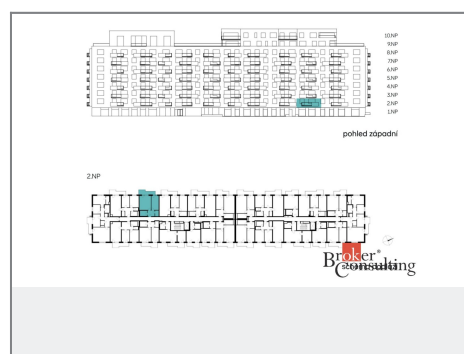 10.NP
9.NP
8.NP
7.NP
6.NP
5.NP
4.NP
3.NP
2.NP
1.NP
pohled západní
2.NP
Broker®
Consulting